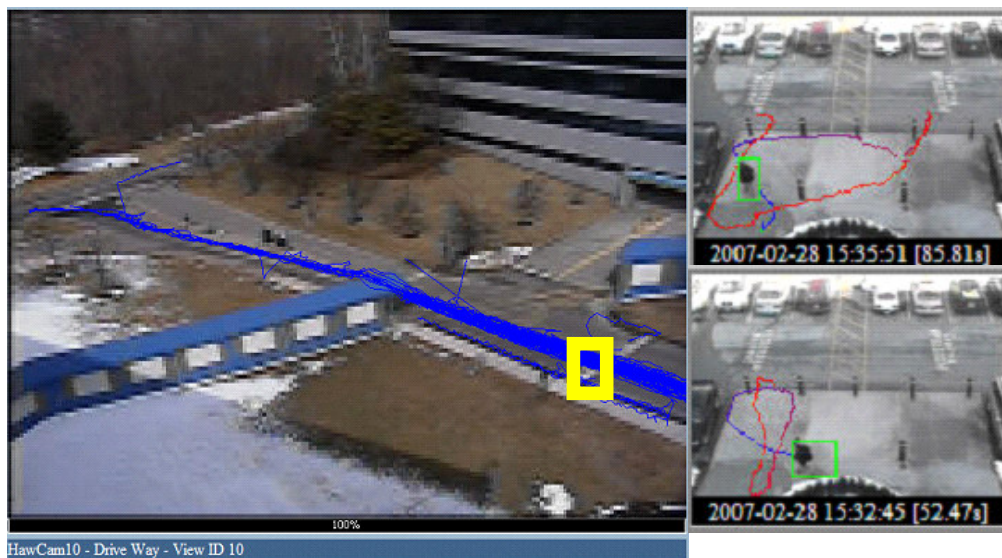 100%
HawCam10 - Drive Way - View ID 10
2007-02-28 15:35:51 [85.81s]
2007-02-28 15:32:45 [52.47s]